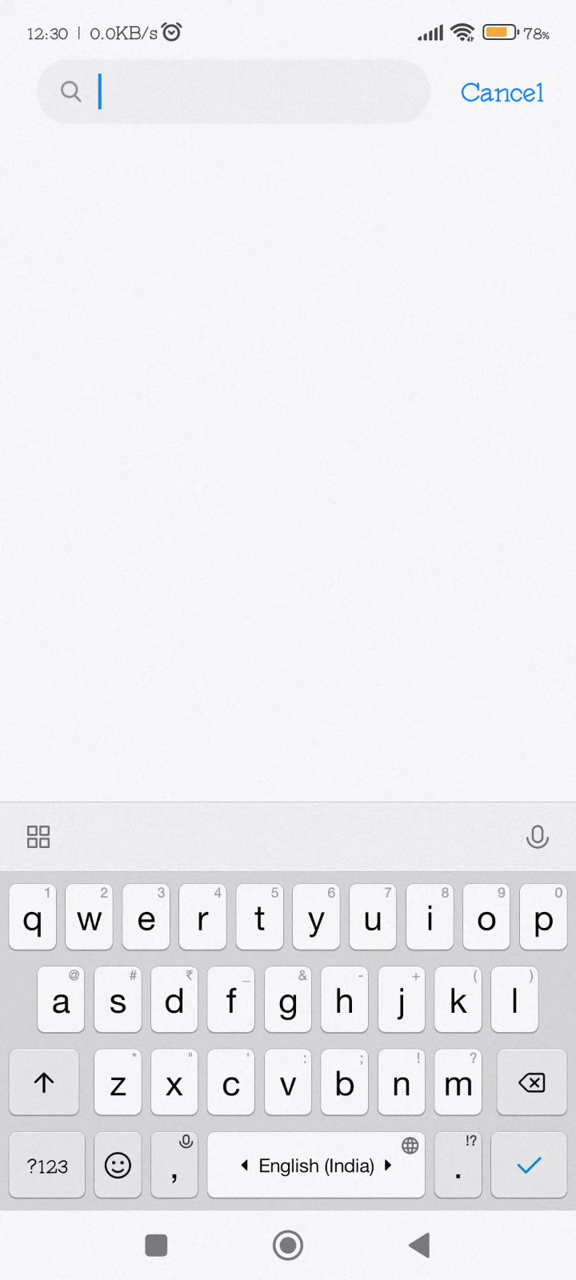 12:30 | 0.0KB/s 78%
Cancel
1 2 3 4 5 6 7 8 9 0
q w e r t y u i o p
@ # ₹ _ & - + ( )
a s d f g h j k l
* " ' : ; ! ?
z x c v b n m
?123 , English (India) . !?